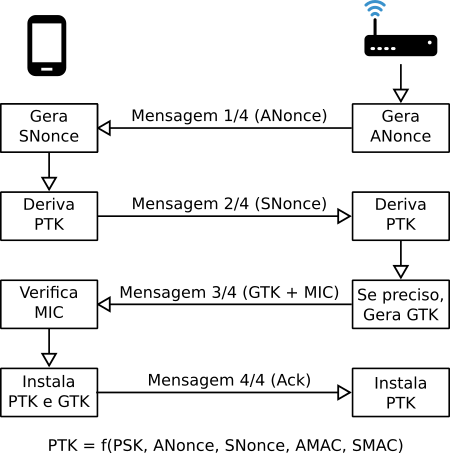 Gera
SNonce
Mensagem 1/4 (ANonce)
Gera
ANonce
Deriva
PTK
Mensagem 2/4 (SNonce)
Deriva
PTK
Verifica
MIC
Mensagem 3/4 (GTK + MIC)
Se preciso,
Gera GTK
Instala
PTK e GTK
Mensagem 4/4 (Ack)
Instala
PTK
PTK = f(PSK, ANonce, SNonce, AMAC, SMAC)